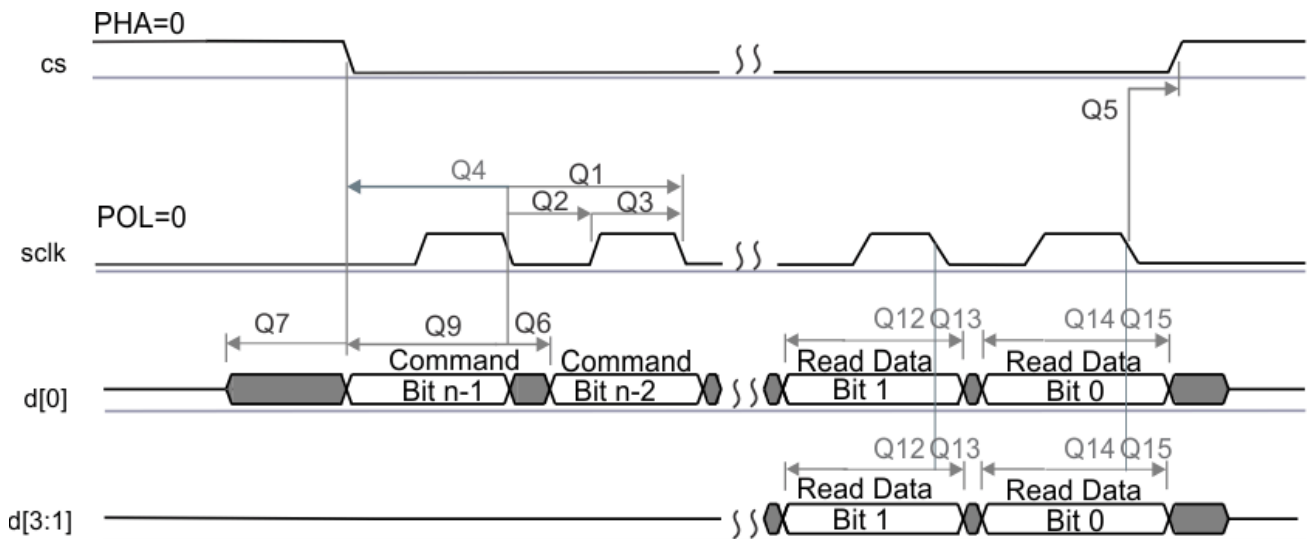 PHA=0
cs
Q5
Q4 Q1
Q2 Q3
POL=0
sclk
Q7 Q9 Q6 Q12 Q13 Q14 Q15
Command Command Read Data Read Data
d[0] Bit n-1 Bit n-2 Bit 1 Bit 0
Q12 Q13 Q14 Q15
Read Data Read Data
d[3:1] Bit 1 Bit 0